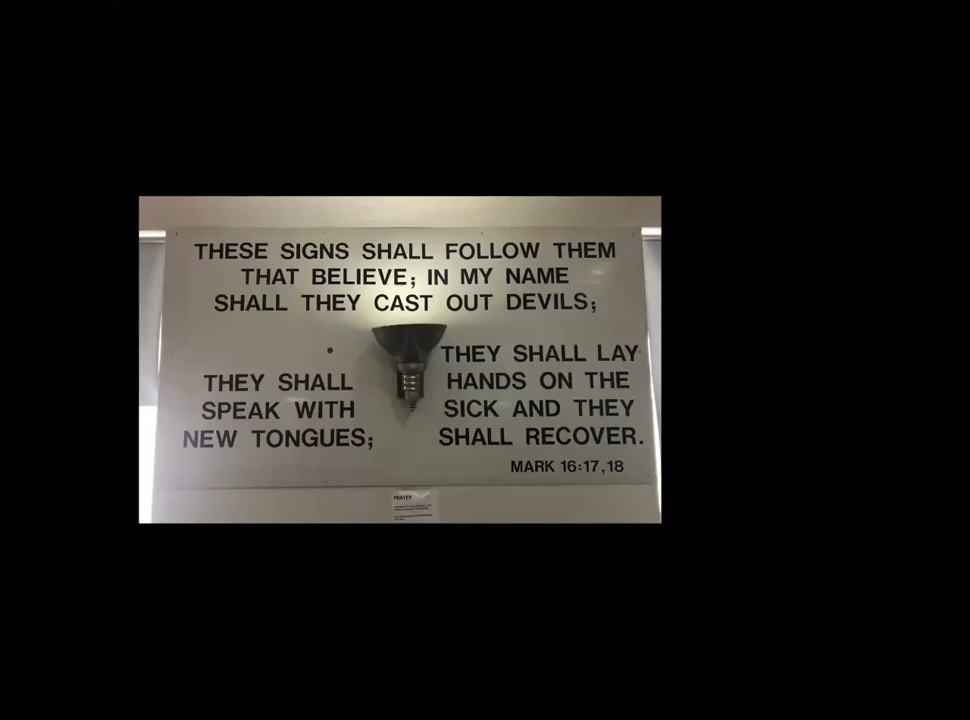 THESE SIGNS SHALL FOLLOW THEM
THAT BELIEVE; IN MY NAME
SHALL THEY CAST OUT DEVILS;
THEY SHALL
SPEAK WITH
NEW TONGUES;
THEY SHALL LAY
HANDS ON THE
SICK AND THEY
SHALL RECOVER.
MARK 16:17,18
PRAYER